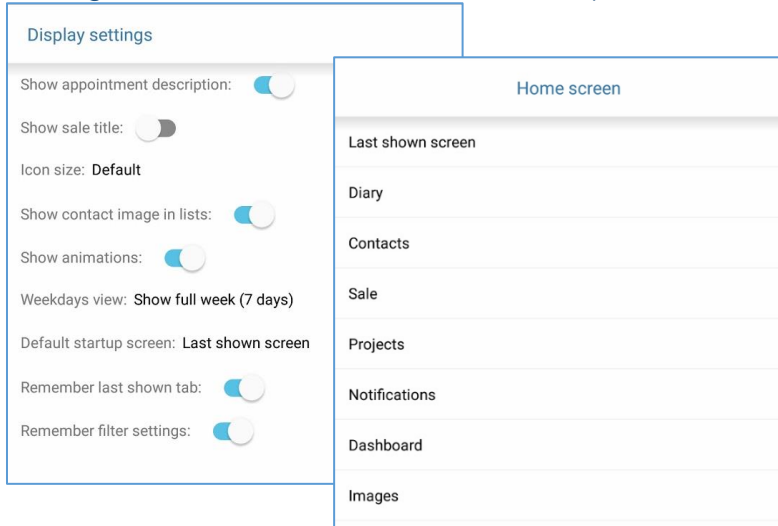 Display settings
Show appointment description:
Show sale title:
Icon size: Default
Show contact image in lists:
Show animations:
Weekdays view: Show full week (7 days)
Default startup screen: Last shown screen
Remember last shown tab:
Remember filter settings:
Home screen
Last shown screen
Diary
Contacts
Sale
Projects
Notifications
Dashboard
Images